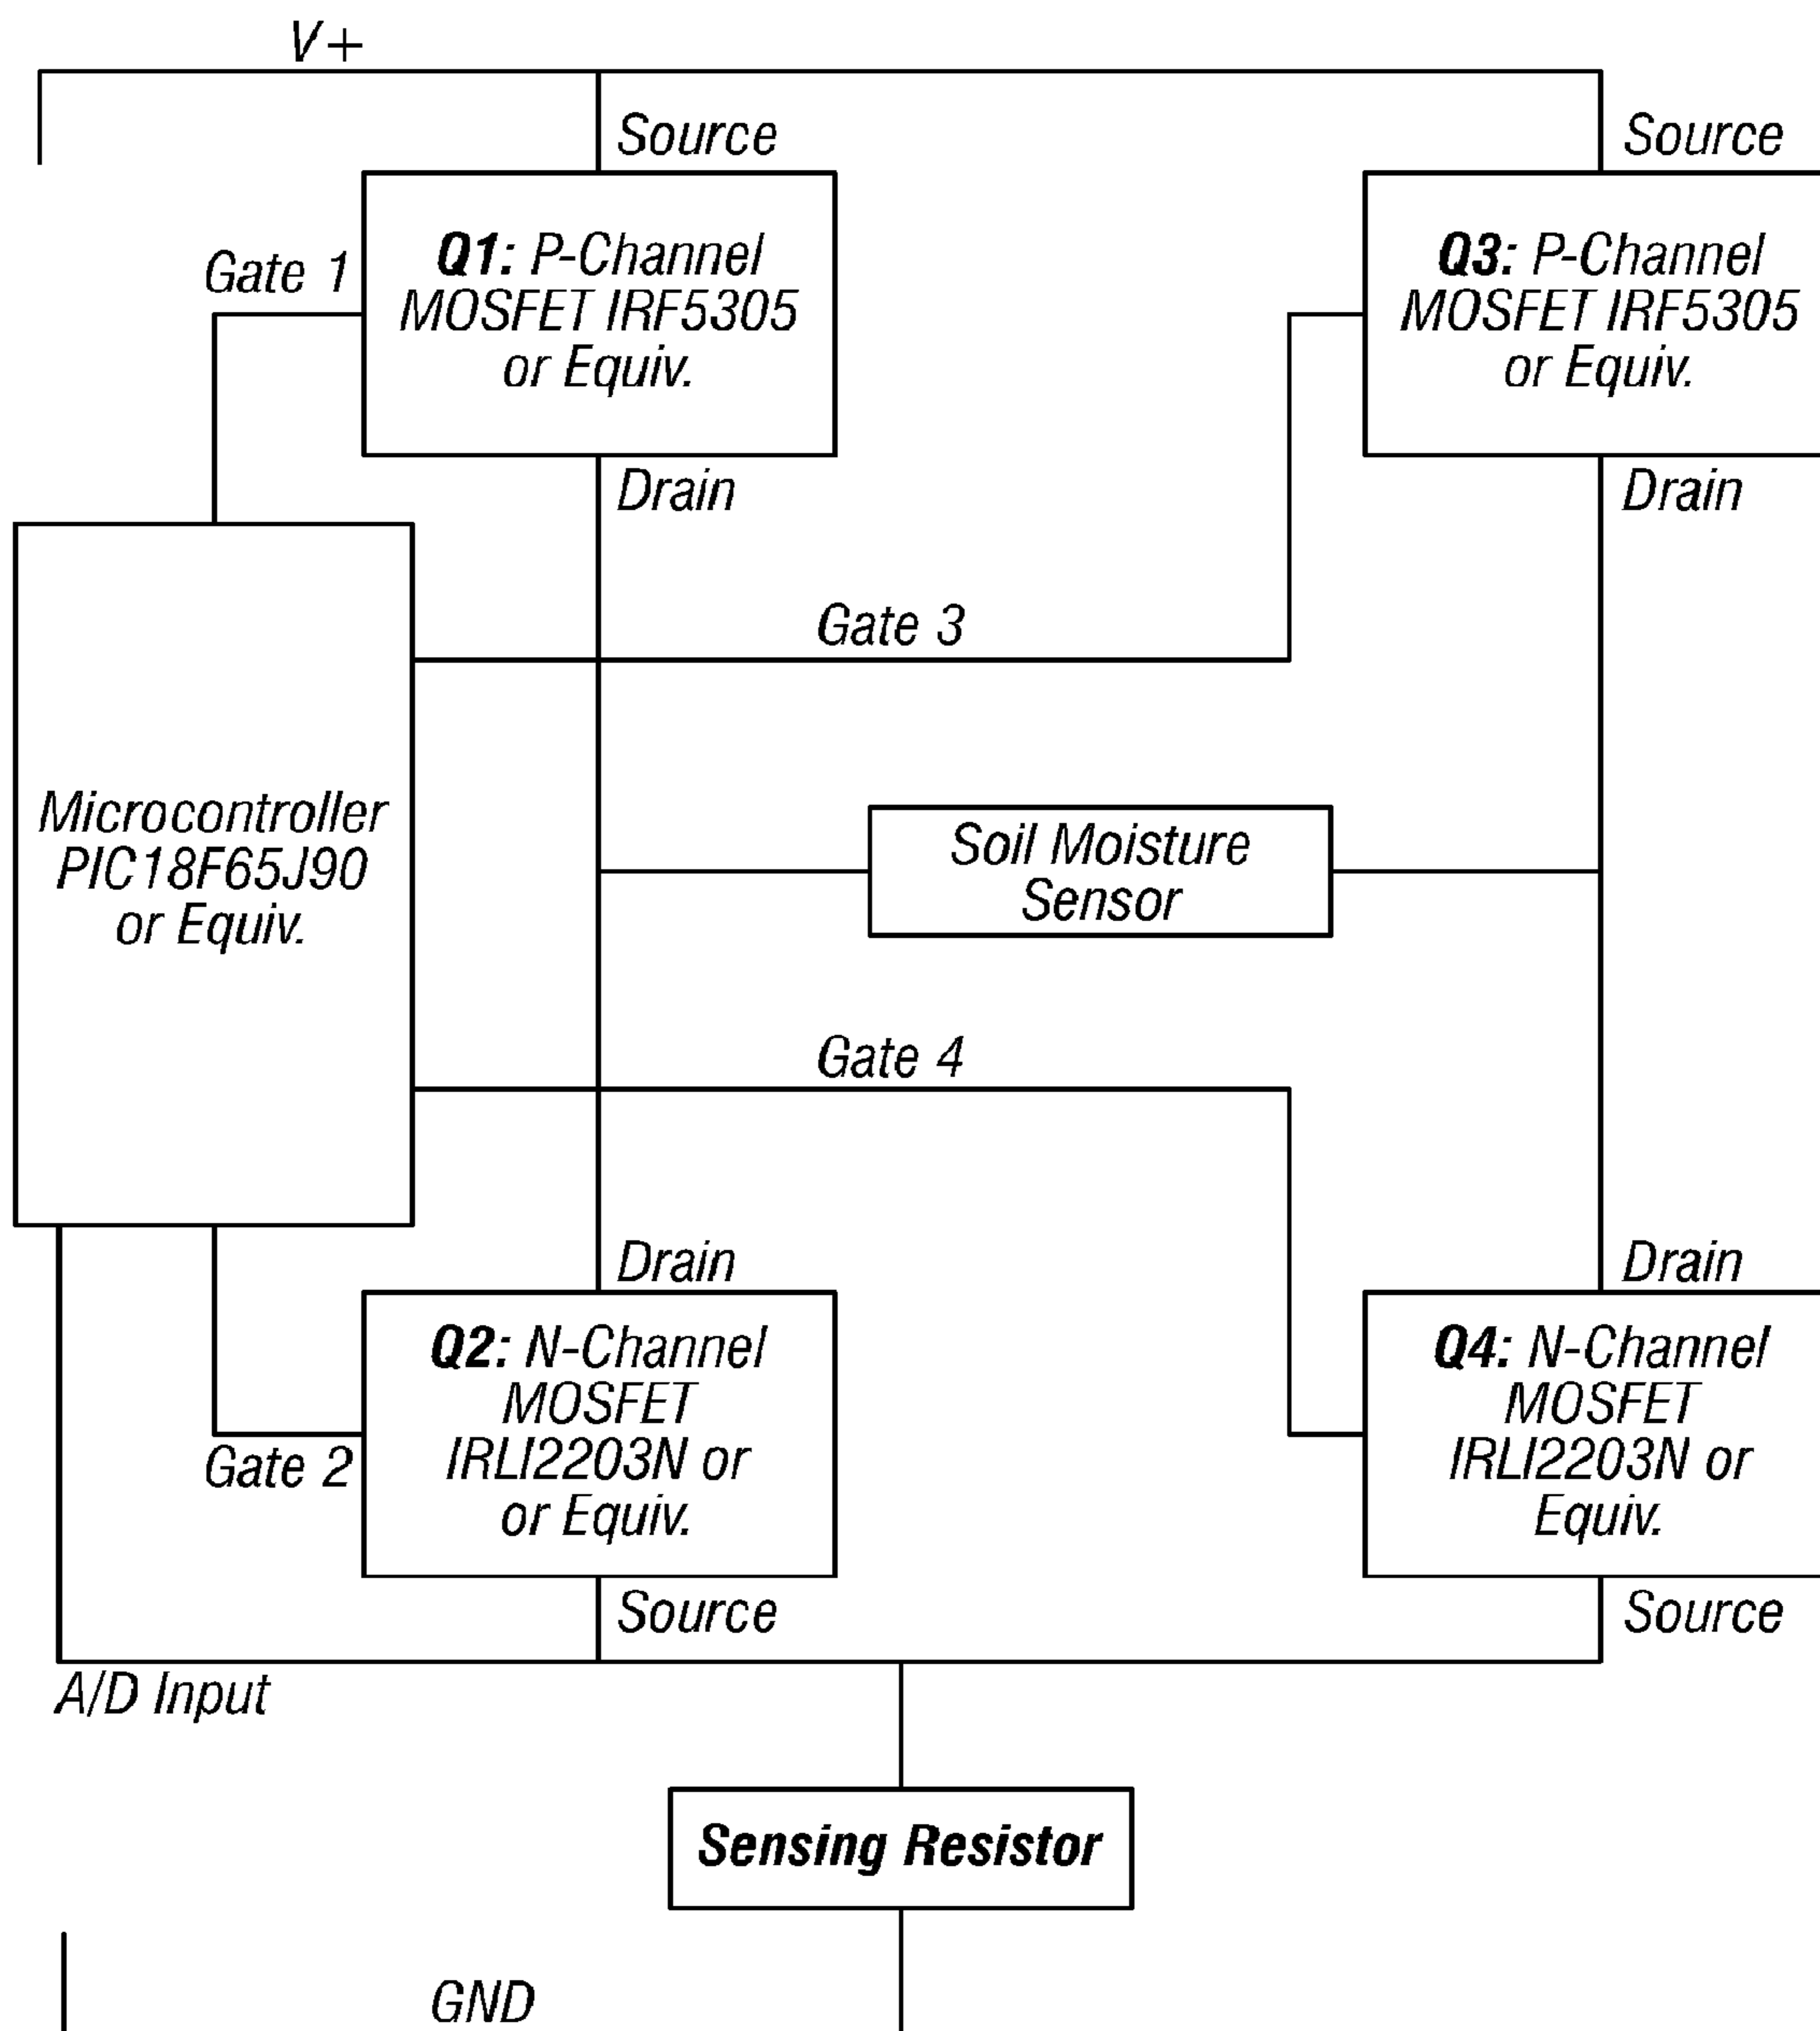 V+
Source
Source
Gate 1
Q1: P-Channel
MOSFET IRF5305
or Equiv.
Q3: P-Channel
MOSFET IRF5305
or Equiv.
Drain
Drain
Gate 3
Microcontroller
PIC18F65J90
or Equiv.
Soil Moisture
Sensor
Gate 4
Drain
Drain
Q2: N-Channel
MOSFET
IRLI2203N or
or Equiv.
Gate 2
Q4: N-Channel
MOSFET
IRLI2203N or
Equiv.
Source
Source
A/D Input
Sensing Resistor
GND